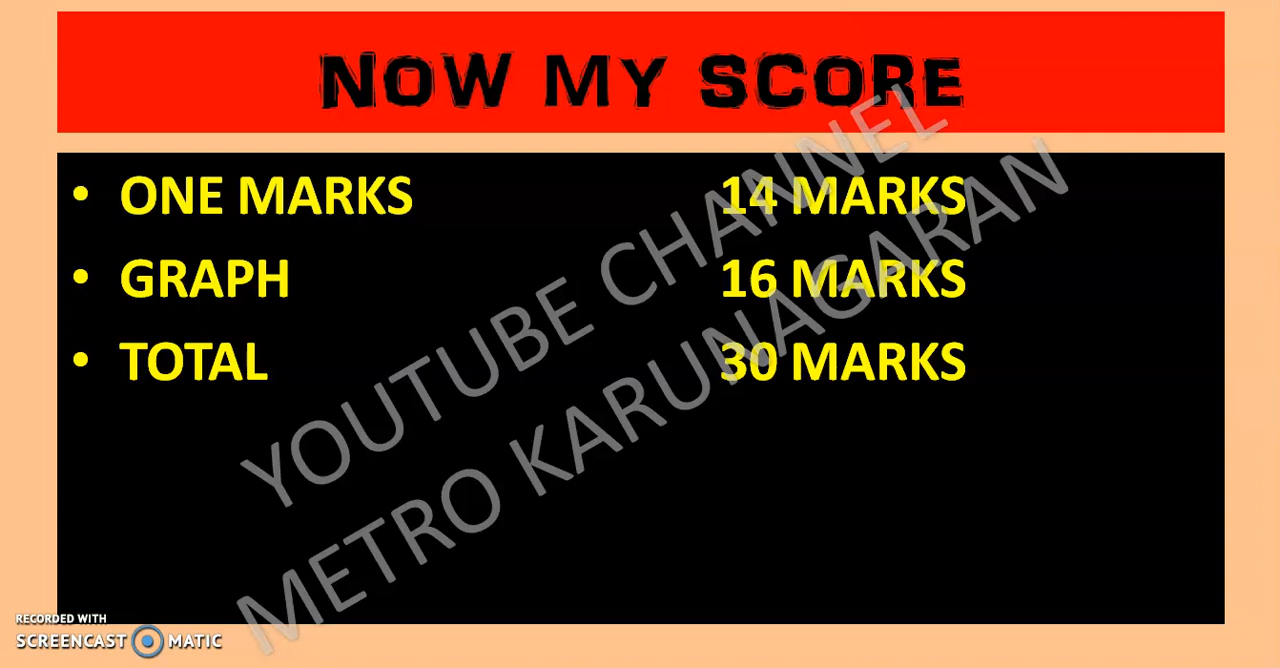 NOW MY SCORE
• ONE MARKS 14 MARKS
• GRAPH 16 MARKS
• TOTAL 30 MARKS
YOUTUBE CHANNEL
METRO KARUNAGARAN
RECORDED WITH
SCREENCAST MATIC